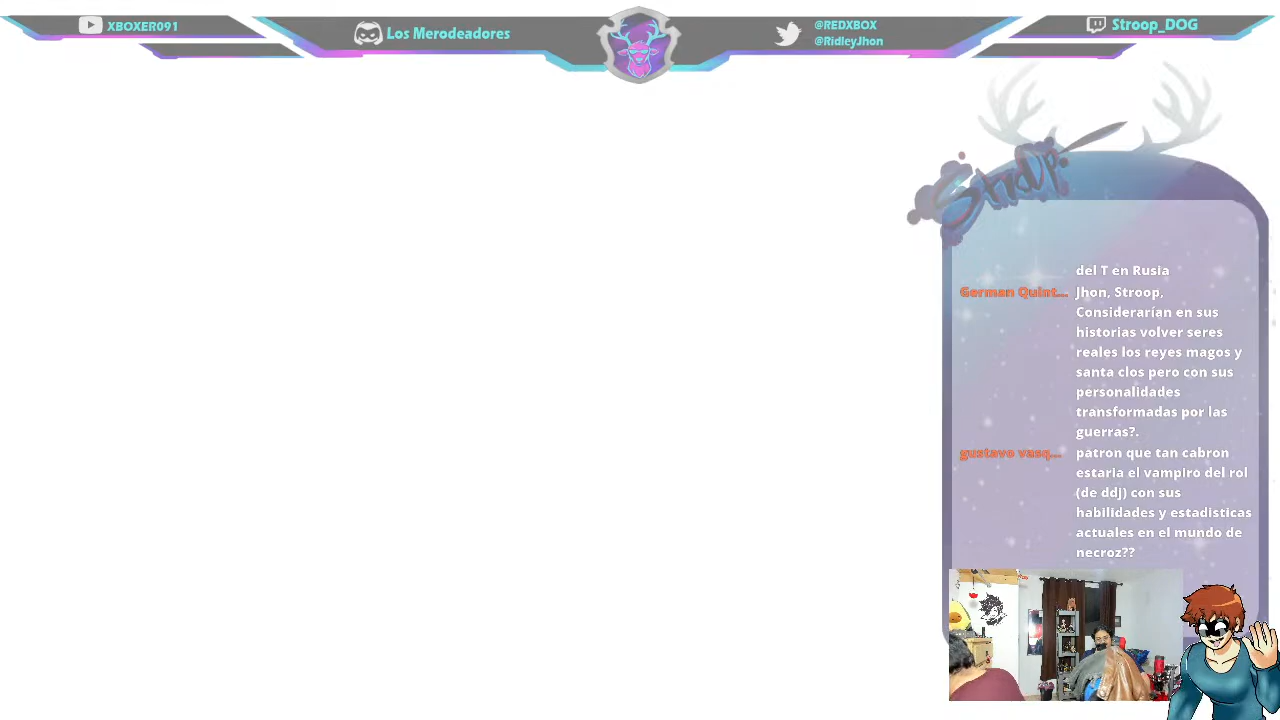 XBOXER091
Los Merodeadores
@REDXBOX
@RidleyJhon
Stroop_DOG
del T en Rusia
German Quint... Jhon, Stroop,
Considerarían en sus
historias volver seres
reales los reyes magos y
santa clos pero con sus
personalidades
transformadas por las
guerras?.
gustavo vasq... patron que tan cabron
estaria el vampiro del rol
(de ddj) con sus
habilidades y estadisticas
actuales en el mundo de
necroz??